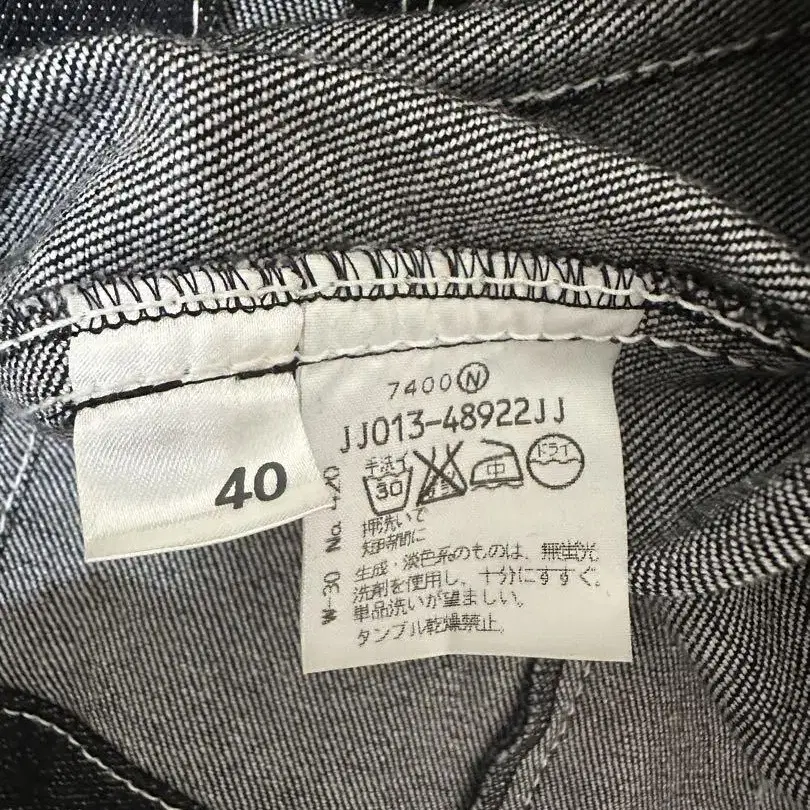 40
7400Ⓝ
JJ013-48922JJ
手洗イ
30
中
ドライ
押洗いで
短時間に
生成・淡色系のものは、無蛍光
洗剤を使用し、十分にすすぐ。
単品洗いが望ましい。
タンブル乾燥禁止。
W-30 No.